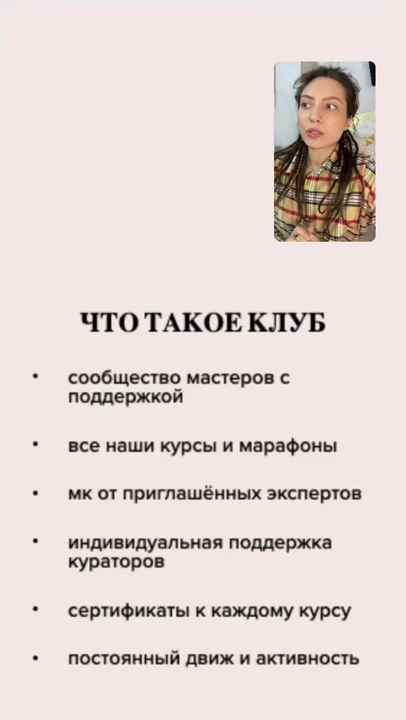 ЧТО ТАКОЕ КЛУБ
• сообщество мастеров с
поддержкой
• все наши курсы и марафоны
• мк от приглашённых экспертов
• индивидуальная поддержка
кураторов
• сертификаты к каждому курсу
• постоянный движ и активность